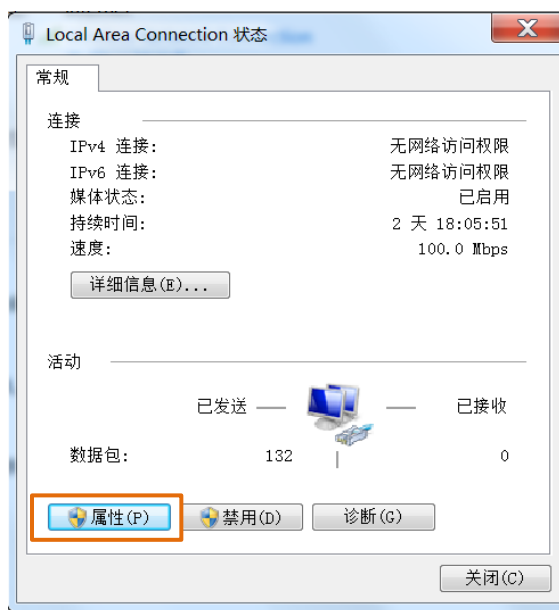 Local Area Connection 状态
常规
连接
IPv4 连接: 无网络访问权限
IPv6 连接: 无网络访问权限
媒体状态: 已启用
持续时间: 2 天 18:05:51
速度: 100.0 Mbps
详细信息(E)...
活动
已发送 已接收
数据包: 132 0
属性(P) 禁用(D) 诊断(G)
关闭(C)